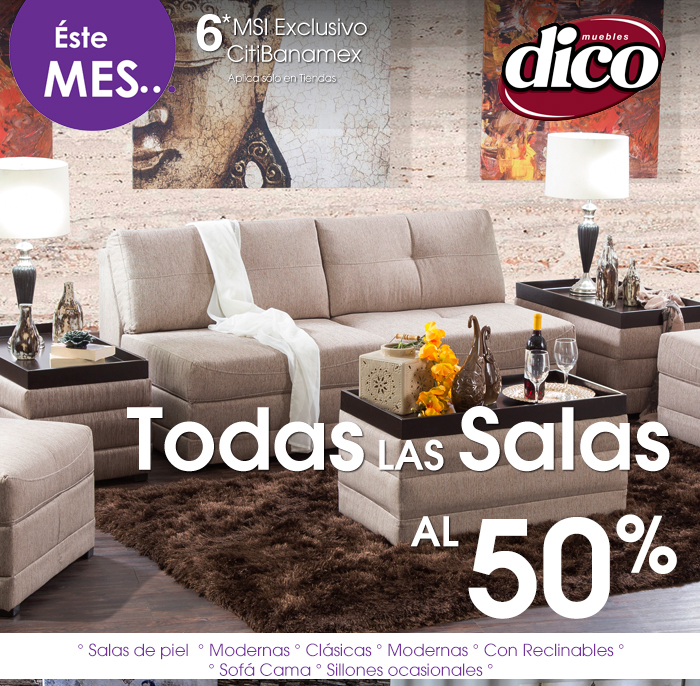 Éste
MES...
6* MSI Exclusivo
CitiBanamex
Aplica sólo en Tiendas
muebles
dico
Todas LAS Salas
AL 50%
° Salas de piel ° Modernas ° Clásicas ° Modernas ° Con Reclinables °
° Sofá Cama ° Sillones ocasionales °